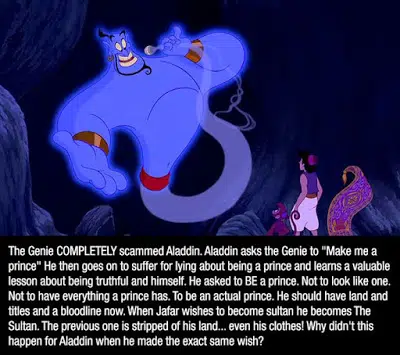 The Genie COMPLETELY scammed Aladdin. Aladdin asks the Genie to "Make me a
prince" He then goes on to suffer for lying about being a prince and learns a valuable
lesson about being truthful and himself. He asked to BE a prince. Not to look like one.
Not to have everything a prince has. To be an actual prince. He should have land and
titles and a bloodline now. When Jafar wishes to become sultan he becomes The
Sultan. The previous one is stripped of his land... even his clothes! Why didn't this
happen for Aladdin when he made the exact same wish?